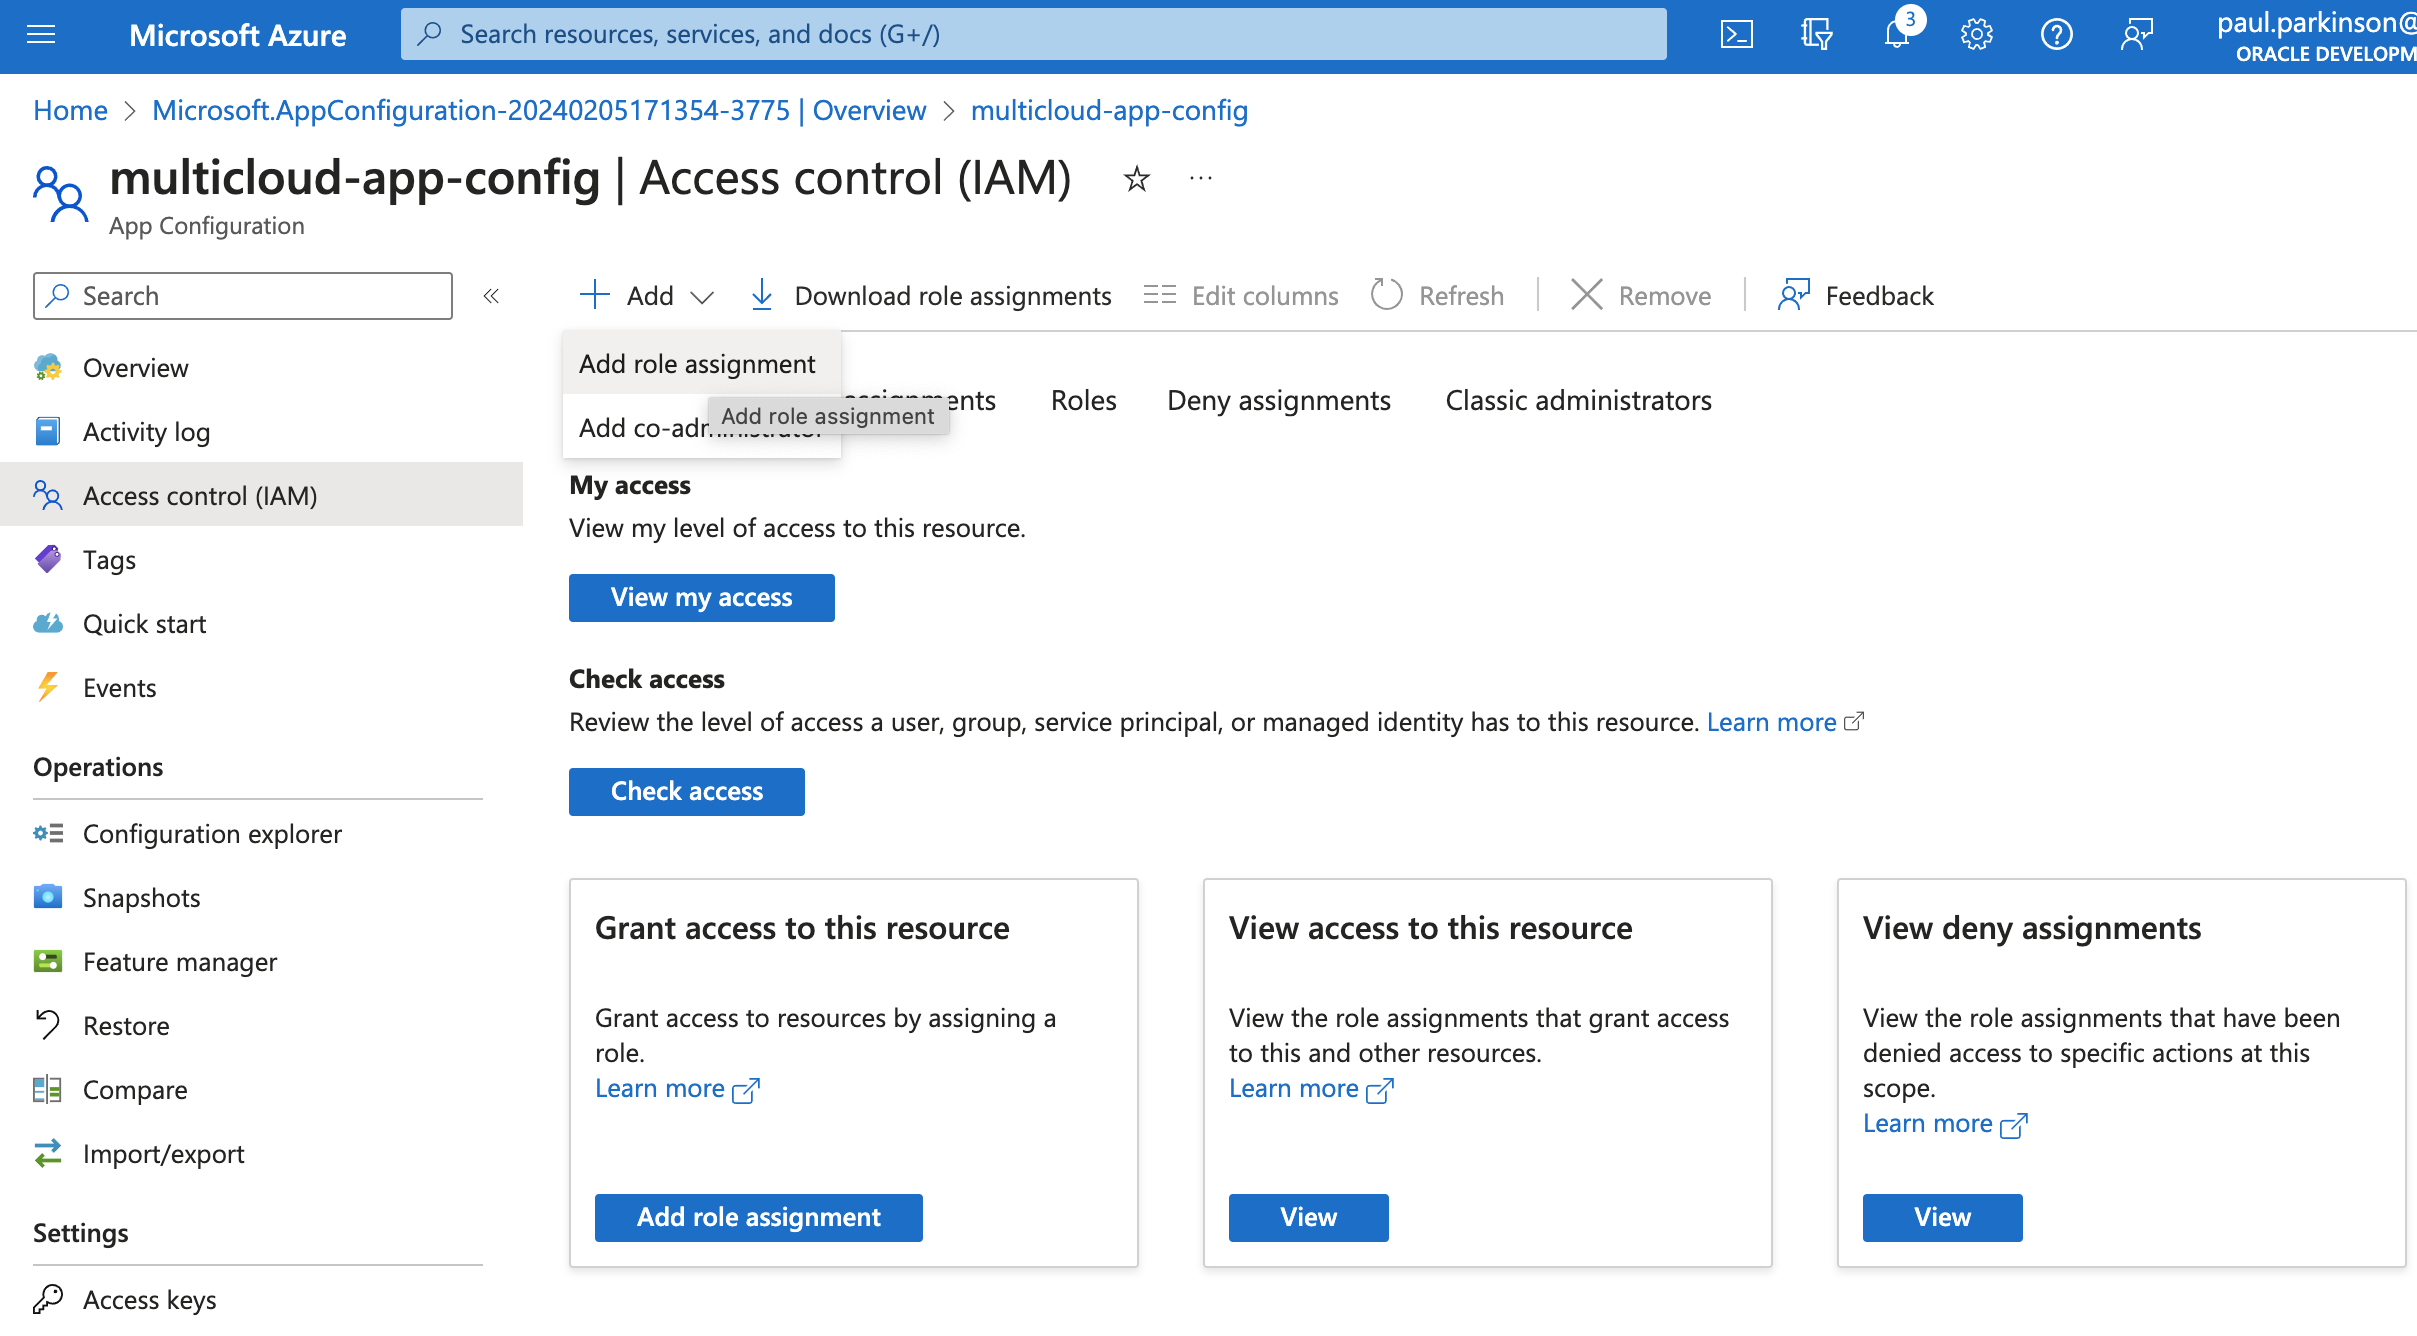 Microsoft Azure
Search resources, services, and docs (G+/)
3
paul.parkinson@
ORACLE DEVELOPM
Home > Microsoft.AppConfiguration-20240205171354-3775 | Overview > multicloud-app-config
multicloud-app-config | Access control (IAM)
App Configuration
Search
Add
Download role assignments
Edit columns
Refresh
Remove
Feedback
Add role assignment
Add co-administrator
Add role assignment
assignments
Roles
Deny assignments
Classic administrators
Overview
Activity log
Access control (IAM)
Tags
Quick start
Events
Operations
Configuration explorer
Snapshots
Feature manager
Restore
Compare
Import/export
Settings
Access keys
My access
View my level of access to this resource.
View my access
Check access
Review the level of access a user, group, service principal, or managed identity has to this resource. Learn more
Check access
Grant access to this resource
Grant access to resources by assigning a
role.
Learn more
Add role assignment
View access to this resource
View the role assignments that grant access
to this and other resources.
Learn more
View
View deny assignments
View the role assignments that have been
denied access to specific actions at this
scope.
Learn more
View